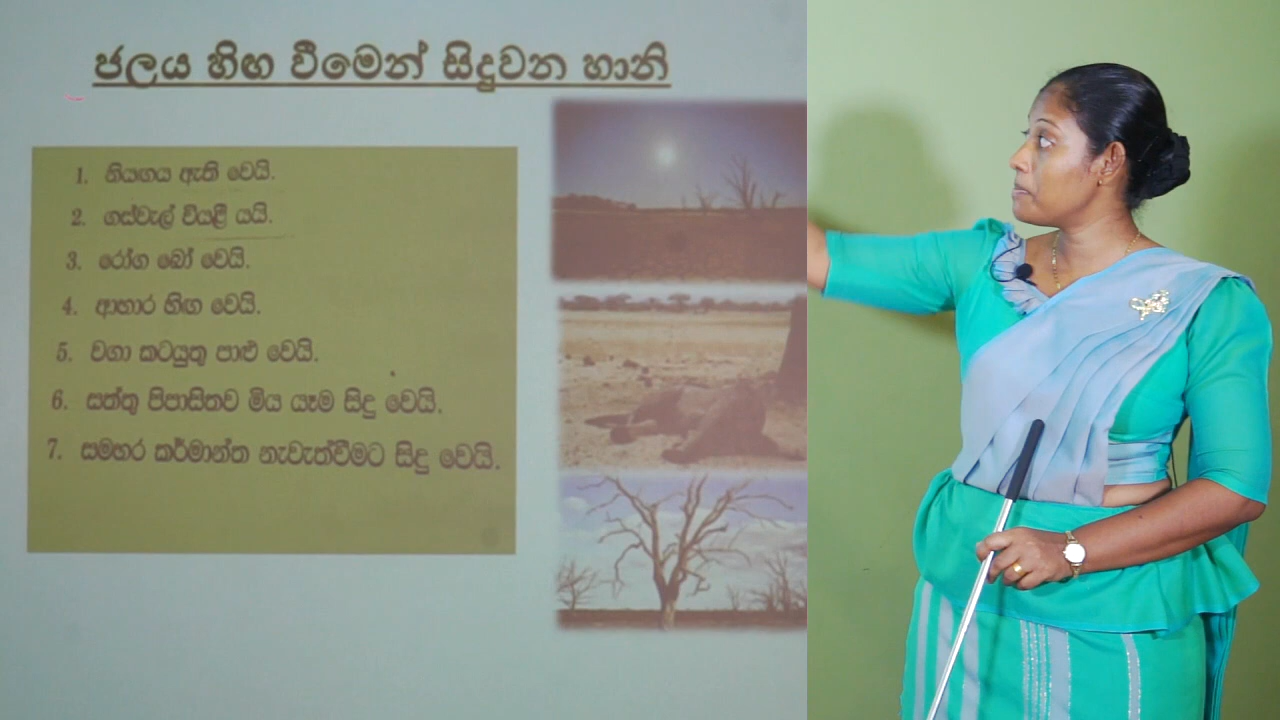 ජලය හිඟ වීමෙන් සිදුවන හානි
1. නියඟය ඇති වෙයි.
2. ගස්වැල් වියළී යයි.
3. රෝග බෝ වෙයි.
4. ආහාර හිඟ වෙයි.
5. වගා කටයුතු පාළු වෙයි.
6. සත්තු පිපාසිතව මිය යෑම සිදු වෙයි.
7. සමහර කර්මාන්ත නැවැත්වීමට සිදු වෙයි.